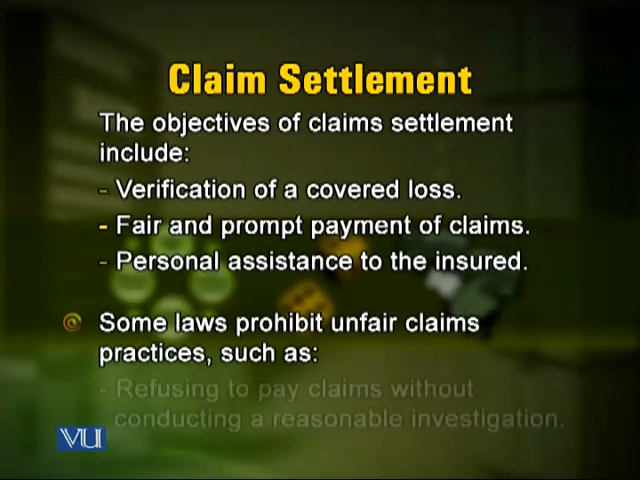 Claim Settlement
The objectives of claims settlement
include:
- Verification of a covered loss.
- Fair and prompt payment of claims.
- Personal assistance to the insured.
Some laws prohibit unfair claims
practices, such as:
- Refusing to pay claims without
conducting a reasonable investigation.
VU